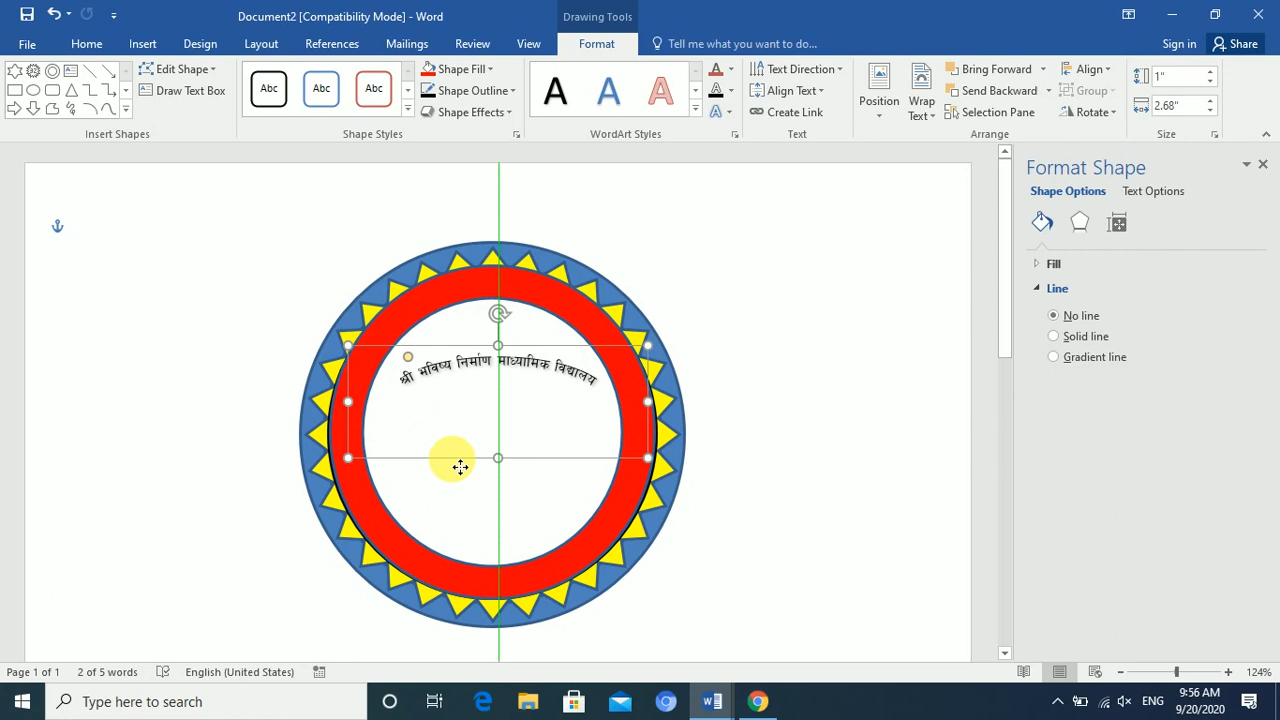 Document2 [Compatibility Mode] - Word
Drawing Tools
File
Home
Insert
Design
Layout
References
Mailings
Review
View
Format
Tell me what you want to do...
Sign in
Share
Edit Shape
Draw Text Box
Insert Shapes
Abc
Abc
Abc
Shape Fill
Shape Outline
Shape Effects
Shape Styles
A
A
A
A
A
A
WordArt Styles
Text Direction
Align Text
Create Link
Text
Position
Wrap
Text
Bring Forward
Send Backward
Selection Pane
Align
Group
Rotate
Arrange
1"
2.68"
Size
श्री भविष्य निर्माण माध्यामिक विद्यालय
Format Shape
Shape Options
Text Options
Fill
Line
No line
Solid line
Gradient line
Page 1 of 1
2 of 5 words
English (United States)
124%
Type here to search
ENG
9:56 AM
9/20/2020